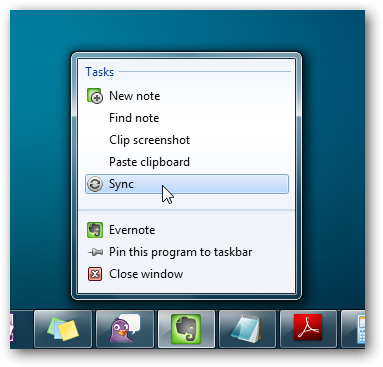 Tasks
New note
Find note
Clip screenshot
Paste clipboard
Sync
Evernote
Pin this program to taskbar
Close window